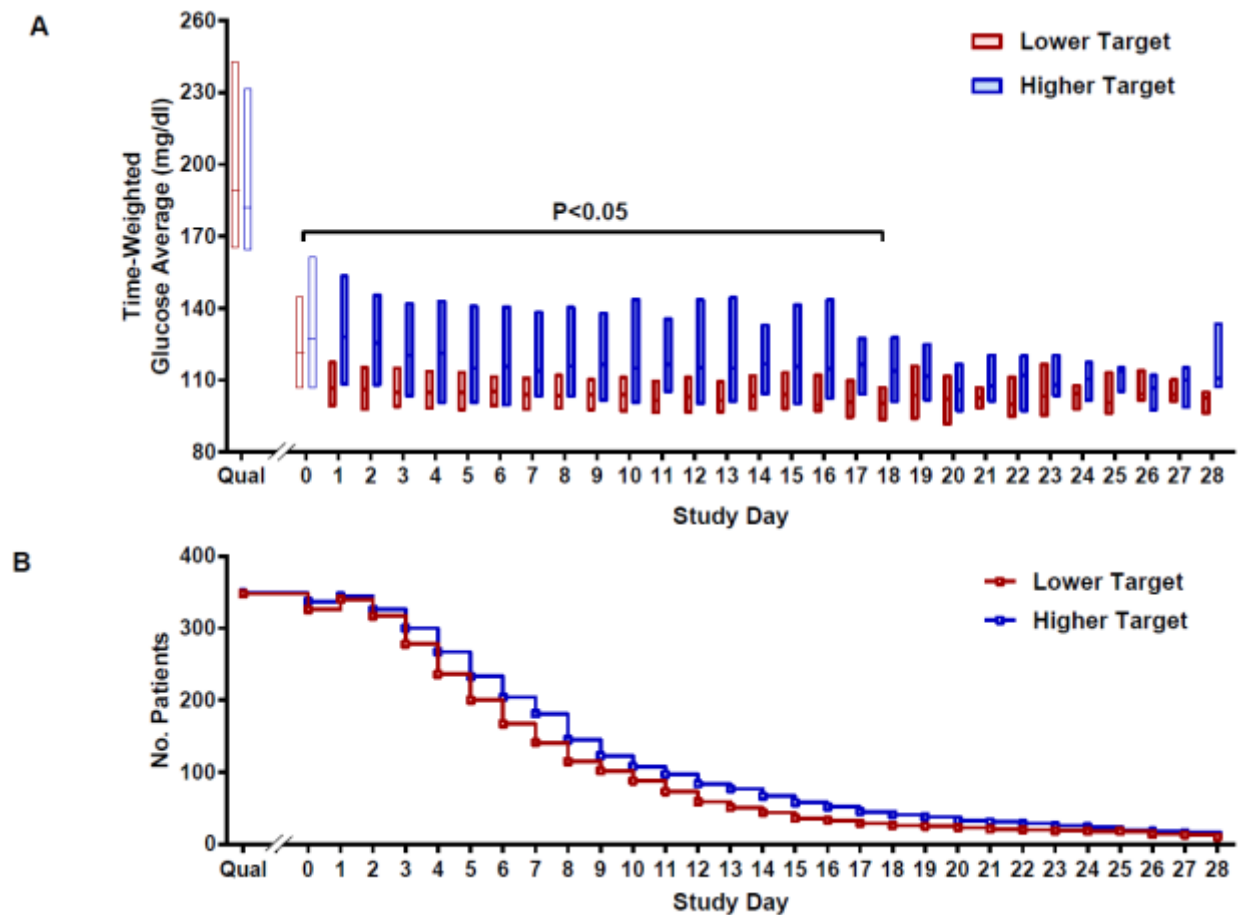 A
260
230
200
170
140
110
80
Time-Weighted
Glucose Average (mg/dl)
Lower Target
Higher Target
P<0.05
Qual 0 1 2 3 4 5 6 7 8 9 10 11 12 13 14 15 16 17 18 19 20 21 22 23 24 25 26 27 28
Study Day
B
400
300
200
100
0
No. Patients
Lower Target
Higher Target
Qual 0 1 2 3 4 5 6 7 8 9 10 11 12 13 14 15 16 17 18 19 20 21 22 23 24 25 26 27 28
Study Day